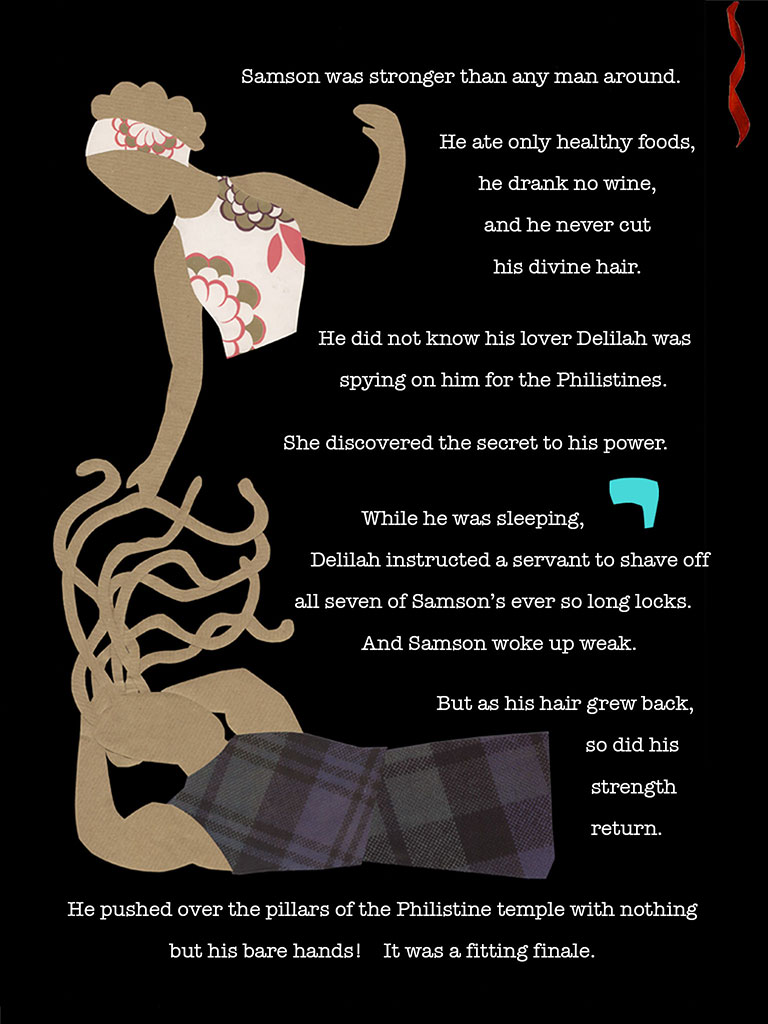 Samson was stronger than any man around.
He ate only healthy foods,
he drank no wine,
and he never cut
his divine hair.
He did not know his lover Delilah was
spying on him for the Philistines.
She discovered the secret to his power.
While he was sleeping,
Delilah instructed a servant to shave off
all seven of Samson's ever so long locks.
And Samson woke up weak.
But as his hair grew back,
so did his
strength
return.
He pushed over the pillars of the Philistine temple with nothing
but his bare hands! It was a fitting finale.